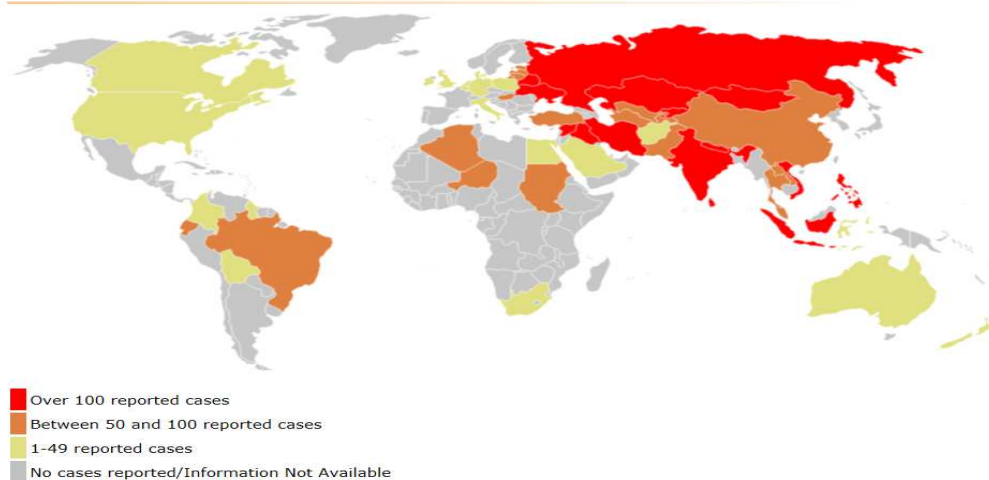 Over 100 reported cases
Between 50 and 100 reported cases
1-49 reported cases
No cases reported/Information Not Available